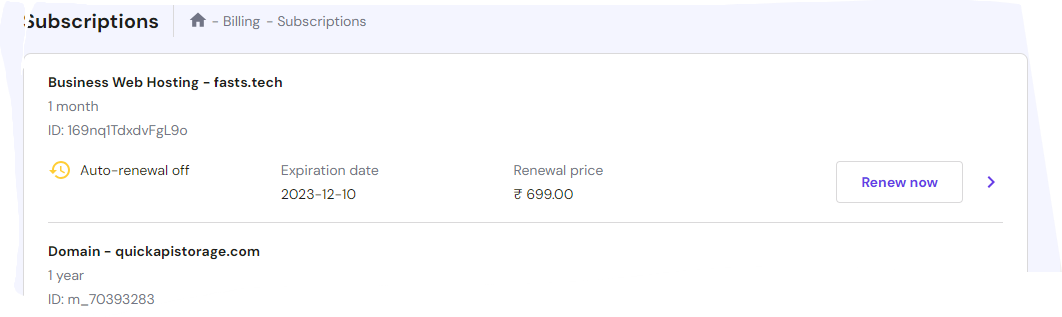 Subscriptions - Billing - Subscriptions
Business Web Hosting - fasts.tech
1 month
ID: 169nq1TdxdvFgL9o
Auto-renewal off Expiration date Renewal price
2023-12-10 ₹ 699.00
Renew now
Domain - quickapistorage.com
1 year
ID: m_70393283